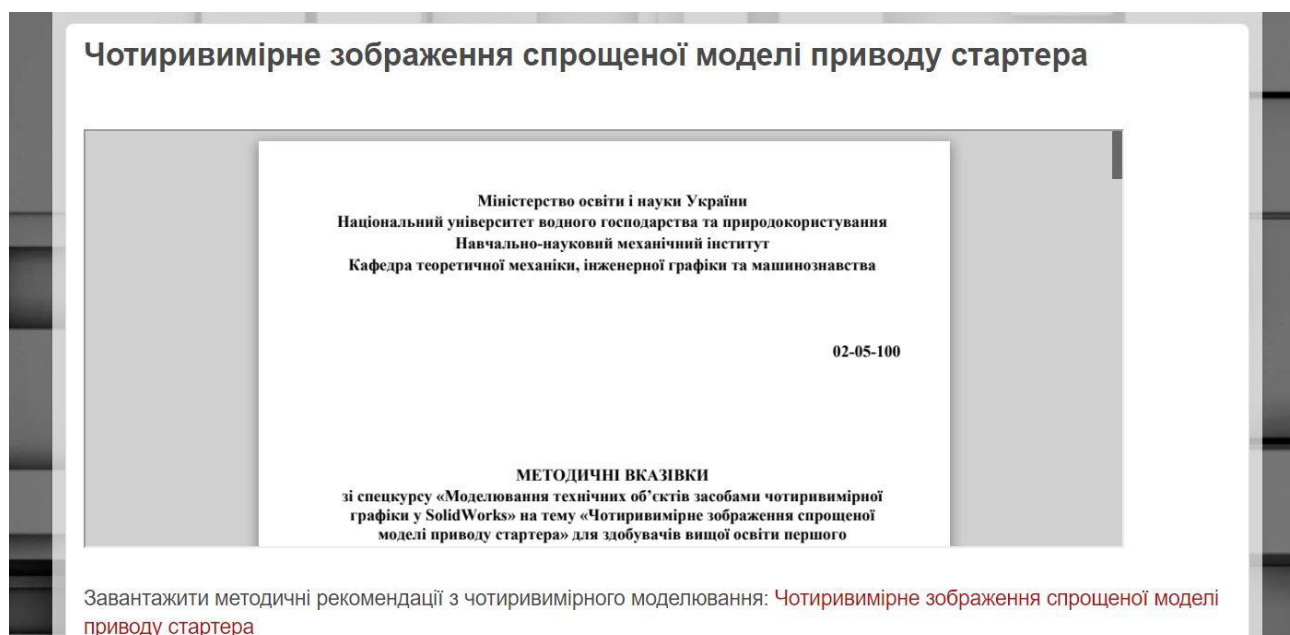 Чотиривимірне зображення спрощеної моделі приводу стартера
Міністерство освіти і науки України
Національний університет водного господарства та природокористування
Навчально-науковий механічний інститут
Кафедра теоретичної механіки, інженерної графіки та машинознавства
02-05-100
МЕТОДИЧНІ ВКАЗІВКИ
зі спецкурсу «Моделювання технічних об’єктів засобами чотиривимірної
графіки у SolidWorks» на тему «Чотиривимірне зображення спрощеної
моделі приводу стартера» для здобувачів вищої освіти першого
Завантажити методичні рекомендації з чотиривимірного моделювання: Чотиривимірне зображення спрощеної моделі
приводу стартера